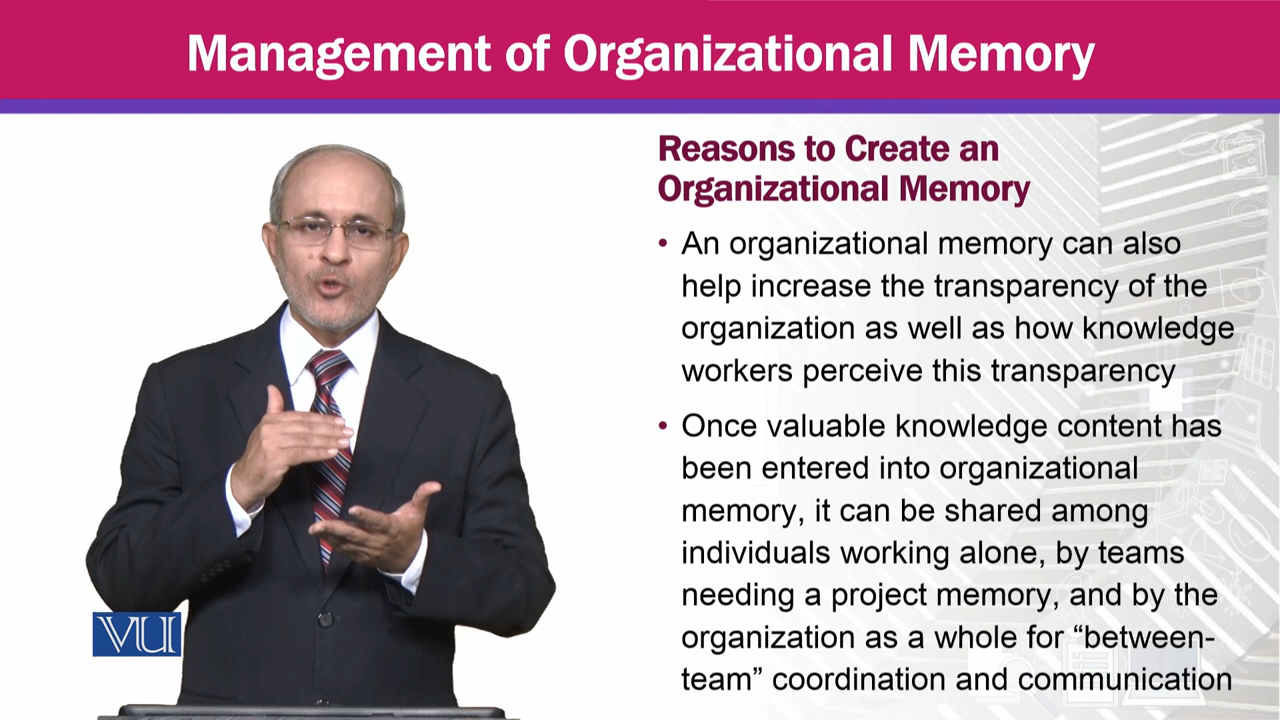 Management of Organizational Memory
Reasons to Create an
Organizational Memory
• An organizational memory can also
help increase the transparency of the
organization as well as how knowledge
workers perceive this transparency
• Once valuable knowledge content has
been entered into organizational
memory, it can be shared among
individuals working alone, by teams
needing a project memory, and by the
organization as a whole for “between-
team” coordination and communication
VU